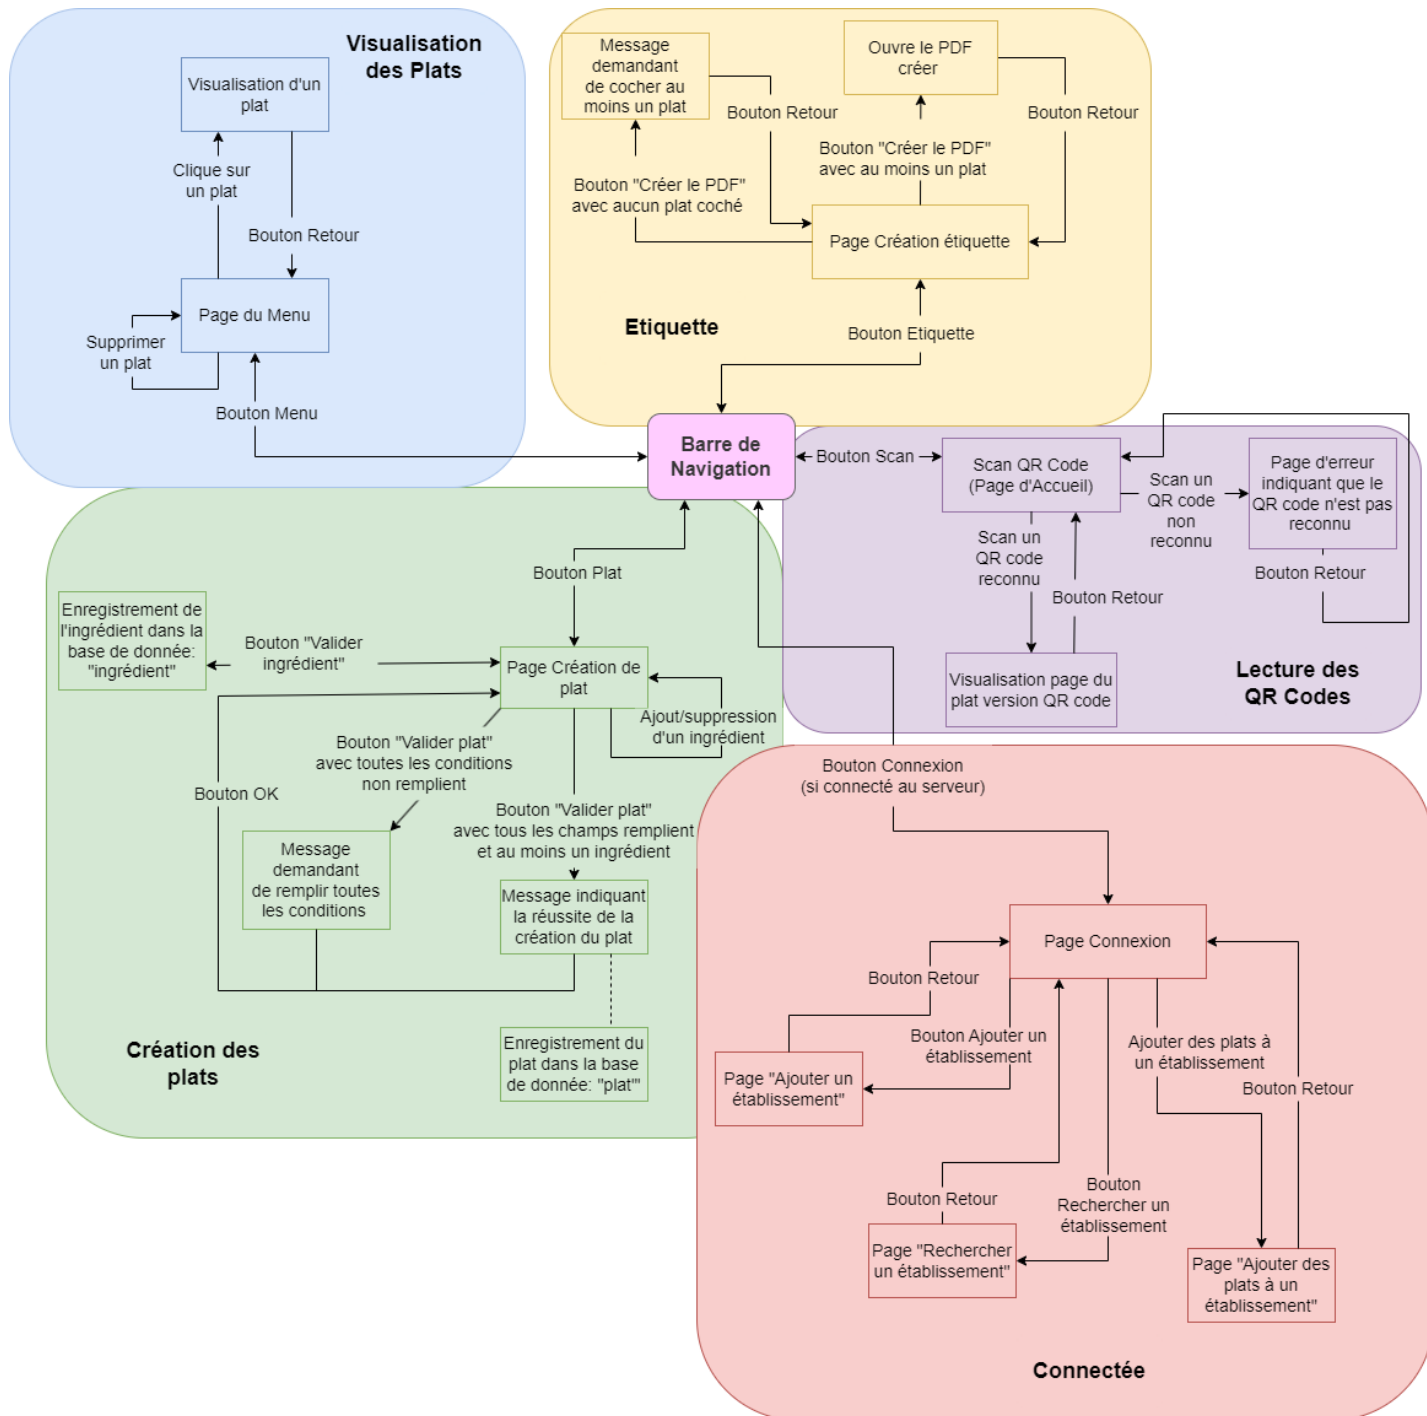 Visualisation
des Plats
Visualisation d'un
plat
Clique sur
un plat
Bouton Retour
Page du Menu
Supprimer
un plat
Bouton Menu
Message
demandant
de cocher au
moins un plat
Ouvre le PDF
créer
Bouton Retour
Bouton Retour
Bouton "Créer le PDF"
avec au moins un plat
Bouton "Créer le PDF"
avec aucun plat coché
Page Création étiquette
Etiquette
Bouton Etiquette
Barre de
Navigation
Bouton Scan
Scan QR Code
(Page d'Accueil)
Scan un
QR code
non
reconnu
Page d'erreur
indiquant que le
QR code n'est pas
reconnu
Scan un
QR code
reconnu
Bouton Retour
Bouton Retour
Visualisation page du
plat version QR code
Lecture des
QR Codes
Bouton Plat
Enregistrement de
l'ingrédient dans la
base de donnée:
"ingrédient"
Bouton "Valider
ingrédient"
Page Création de
plat
Ajout/suppression
d'un ingrédient
Bouton "Valider plat"
avec toutes les conditions
non remplient
Bouton OK
Bouton "Valider plat"
avec tous les champs remplient
et au moins un ingrédient
Message
demandant
de remplir toutes
les conditions
Message indiquant
la réussite de la
création du plat
Enregistrement du
plat dans la base
de donnée: "plat'"
Création des
plats
Bouton Connexion
(si connecté au serveur)
Page Connexion
Bouton Retour
Bouton Ajouter un
établissement
Ajouter des plats à
un établissement
Bouton Retour
Page "Ajouter un
établissement"
Bouton Retour
Bouton
Rechercher un
établissement
Page "Rechercher
un établissement"
Page "Ajouter des
plats à un
établissement"
Connectée